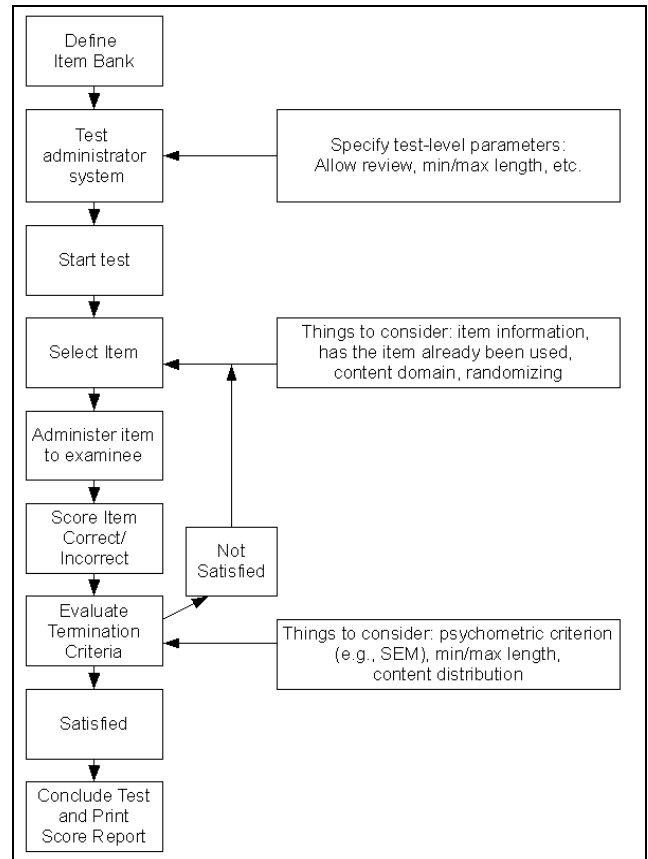 Define
Item Bank
Test
administrator
system
Specify test-level parameters:
Allow review, min/max length, etc.
Start test
Select Item
Things to consider: item information,
has the item already been used,
content domain, randomizing
Administer item
to examinee
Score Item
Correct/
Incorrect
Not
Satisfied
Evaluate
Termination
Criteria
Things to consider: psychometric criterion
(e.g., SEM), min/max length,
content distribution
Satisfied
Conclude Test
and Print
Score Report